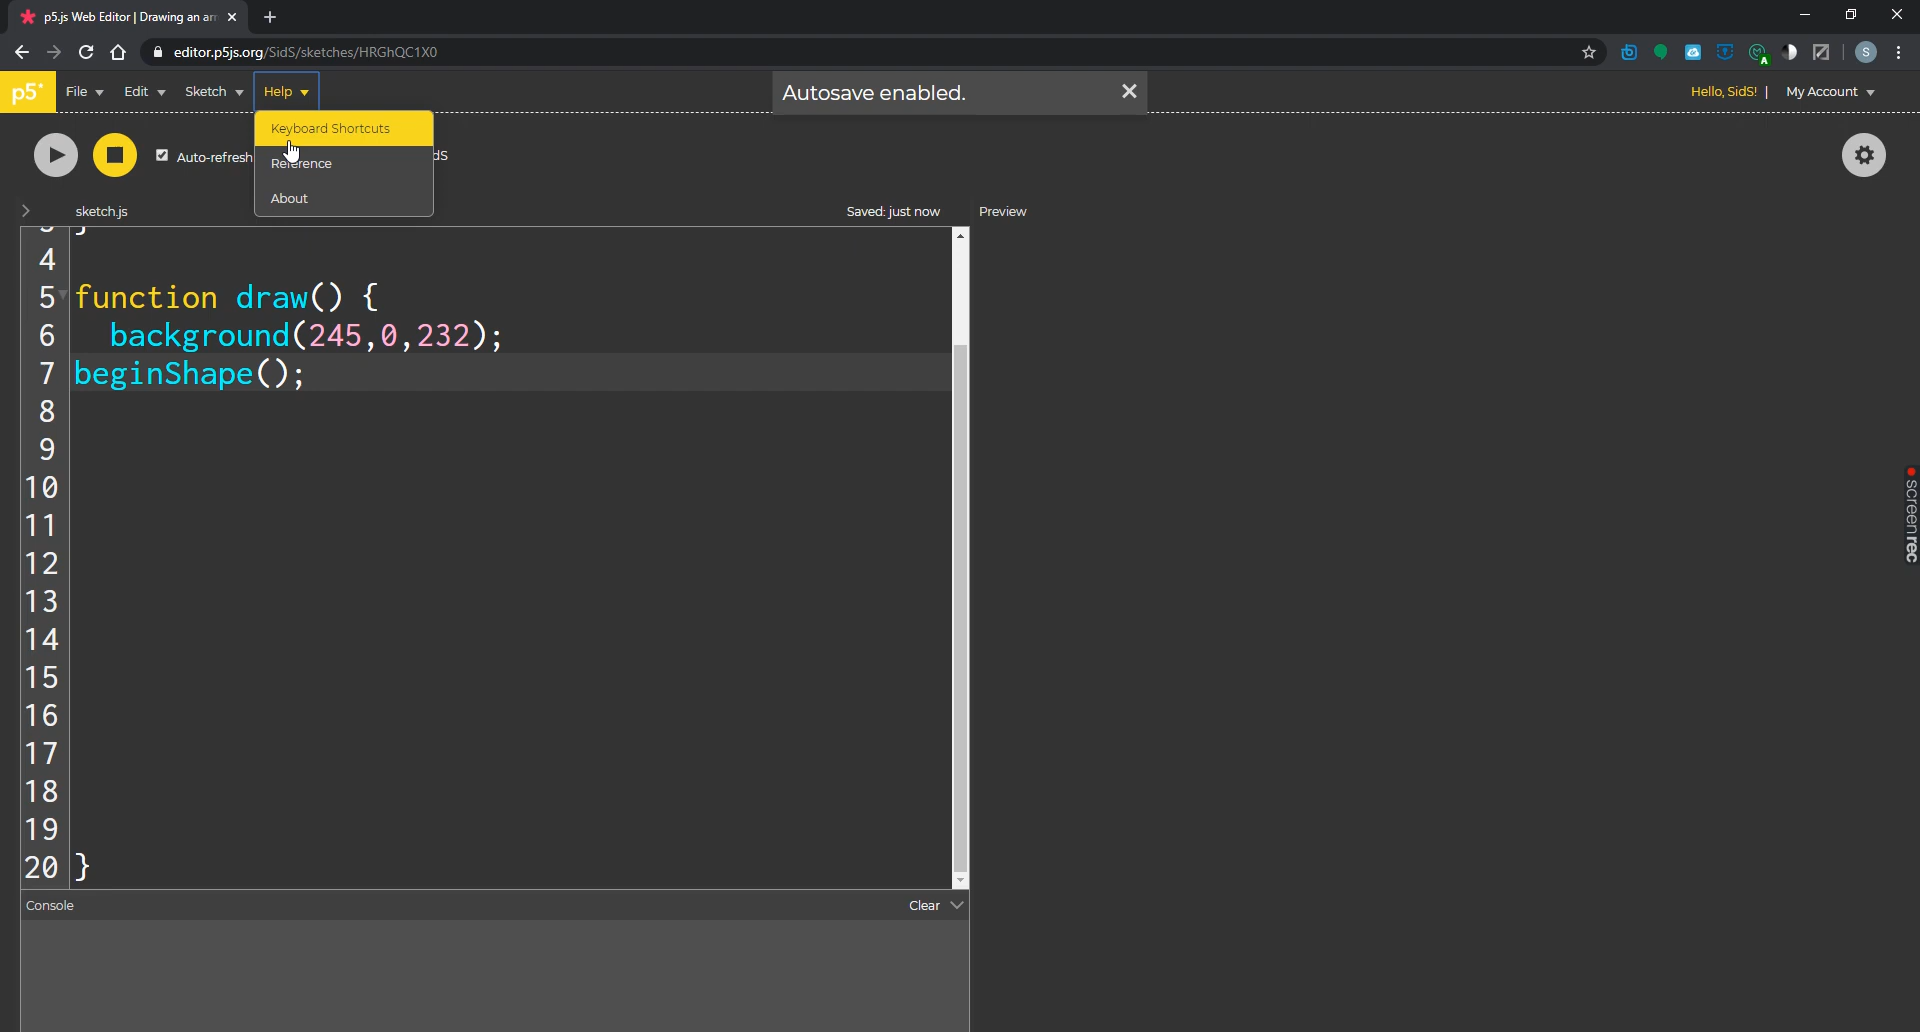 p5.js Web Editor | Drawing an arr
editor.p5js.org/SidS/sketches/HRGhQC1X0
S
p5*
File
Edit
Sketch
Help
Autosave enabled.
Hello, SidS! | My Account
Keyboard Shortcuts
Reference
About
Auto-refresh
dS
sketch.js
Saved: just now
Preview
3 }
4
5 function draw() {
6 background(245,0,232);
7 beginShape();
8
9
10
11
12
13
14
15
16
17
18
19
20 }
Console
Clear
screenrec